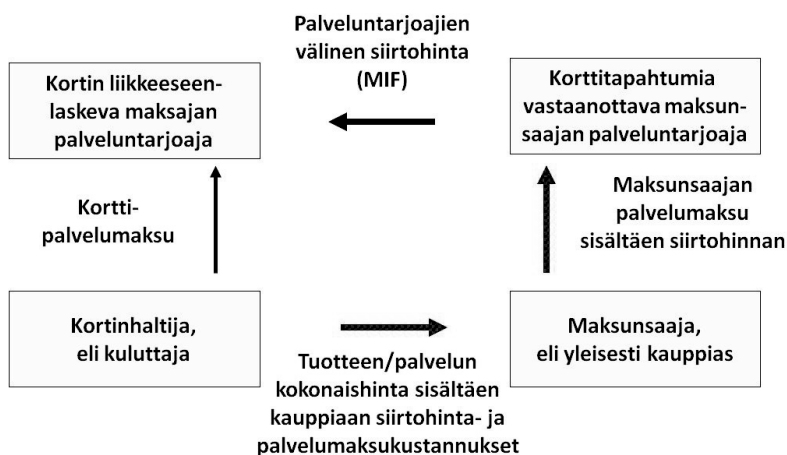 Palveluntarjoajien
välinen siirtohinta
(MIF)
Kortin liikkeeseen-
laskeva maksajan
palveluntarjoaja
Korttitapahtumia
vastaanottava maksun-
saajan palveluntarjoaja
Kortti-
palvelumaksu
Maksunsaajan
palvelumaksu
sisältäen siirtohinnan
Kortinhaltija,
eli kuluttaja
Maksunsaaja,
eli yleisesti kauppias
Tuotteen/palvelun
kokonaishinta sisältäen
kauppiaan siirtohinta- ja
palvelumaksukustannukset